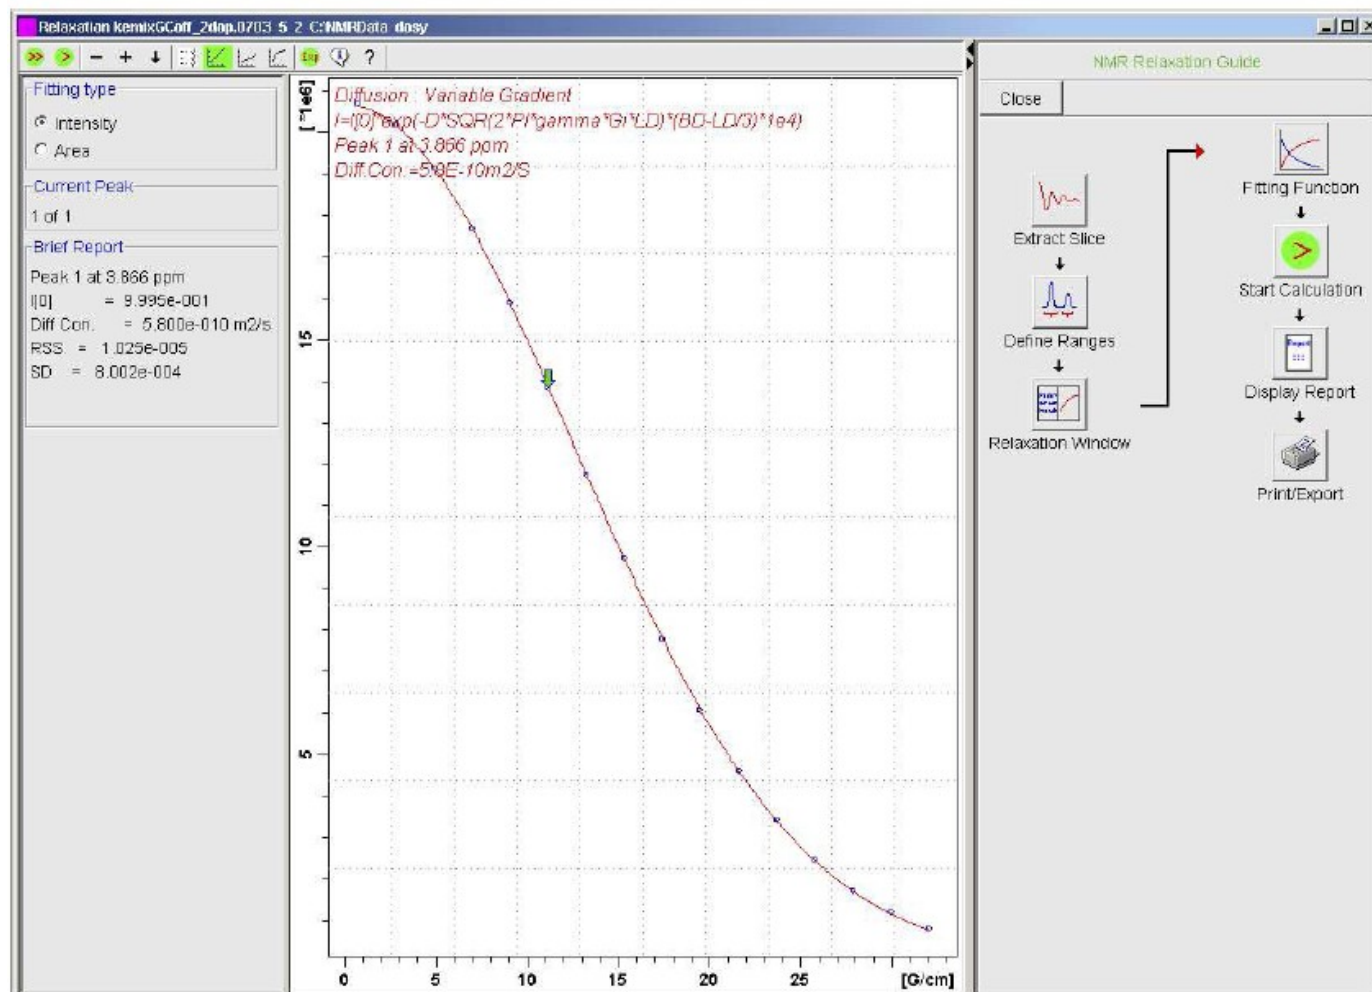 Relaxation kemixGCoff_2dop.0703 5 2 C:\NMRData dosy
Exp
?
Fitting type
Intensity
Area
Current Peak
1 of 1
Brief Report
Peak 1 at 3.866 ppm
I[0] = 9.995e-001
Diff Con. = 5.800e-010 m2/s
RSS = 1.025e-005
SD = 8.002e-004
[*1e6]
Diffusion : Variable Gradient
I=I[0]*exp(-D*SQR(2*PI*gamma*Gi*LD)*(BD-LD/3)*1e4)
Peak 1 at 3.866 ppm
Diff.Con.=5.8E-10m2/S
15
10
5
0 5 10 15 20 25 [G/cm]
NMR Relaxation Guide
Close
Extract Slice
Define Ranges
Relaxation Window
Fitting Function
Start Calculation
Report
Display Report
Print/Export